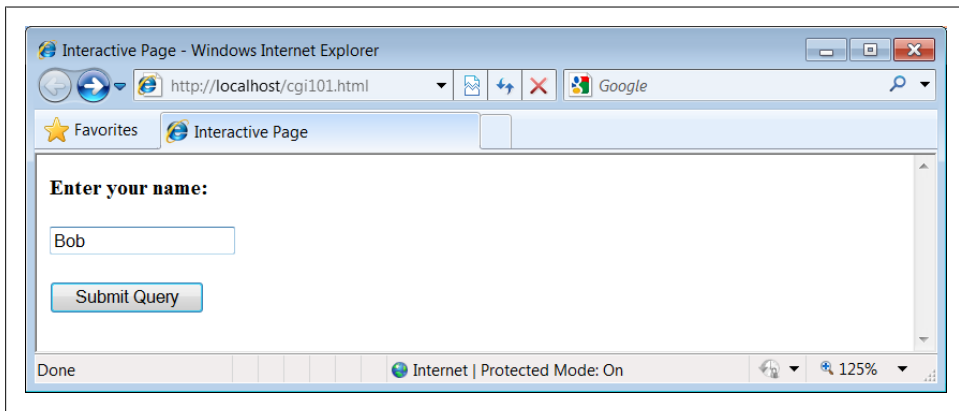 Interactive Page - Windows Internet Explorer
http://localhost/cgi101.html
Google
Favorites
Interactive Page
Enter your name:
Bob
Submit Query
Done
Internet | Protected Mode: On
125%